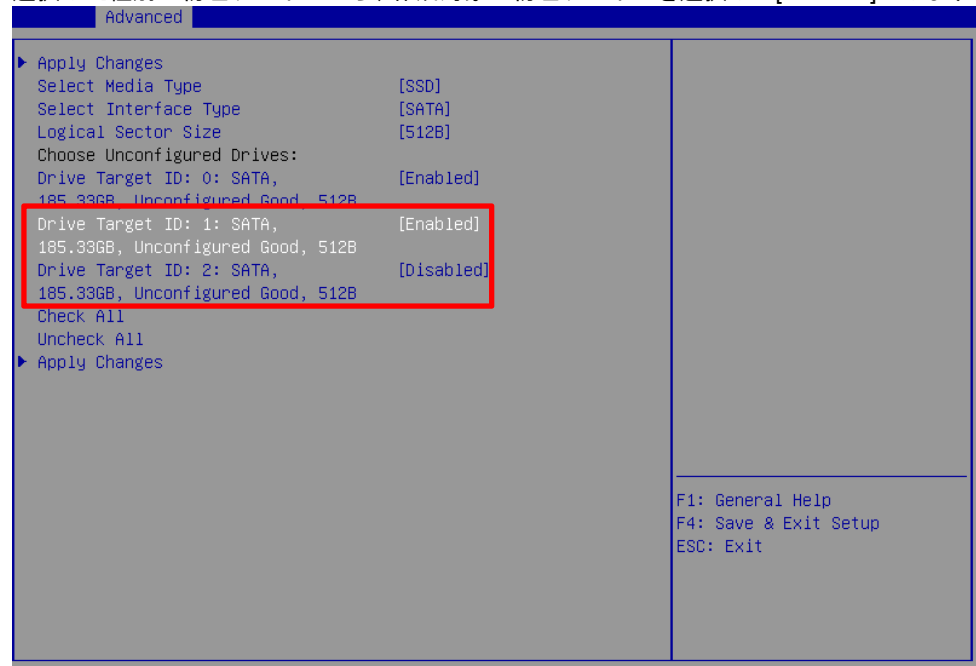 Advanced
Apply Changes
Select Media Type [SSD]
Select Interface Type [SATA]
Logical Sector Size [512B]
Choose Unconfigured Drives:
Drive Target ID: 0: SATA, [Enabled]
185.33GB, Unconfigured Good, 512B
Drive Target ID: 1: SATA, [Enabled]
185.33GB, Unconfigured Good, 512B
Drive Target ID: 2: SATA, [Disabled]
185.33GB, Unconfigured Good, 512B
Check All
Uncheck All
Apply Changes
F1: General Help
F4: Save & Exit Setup
ESC: Exit